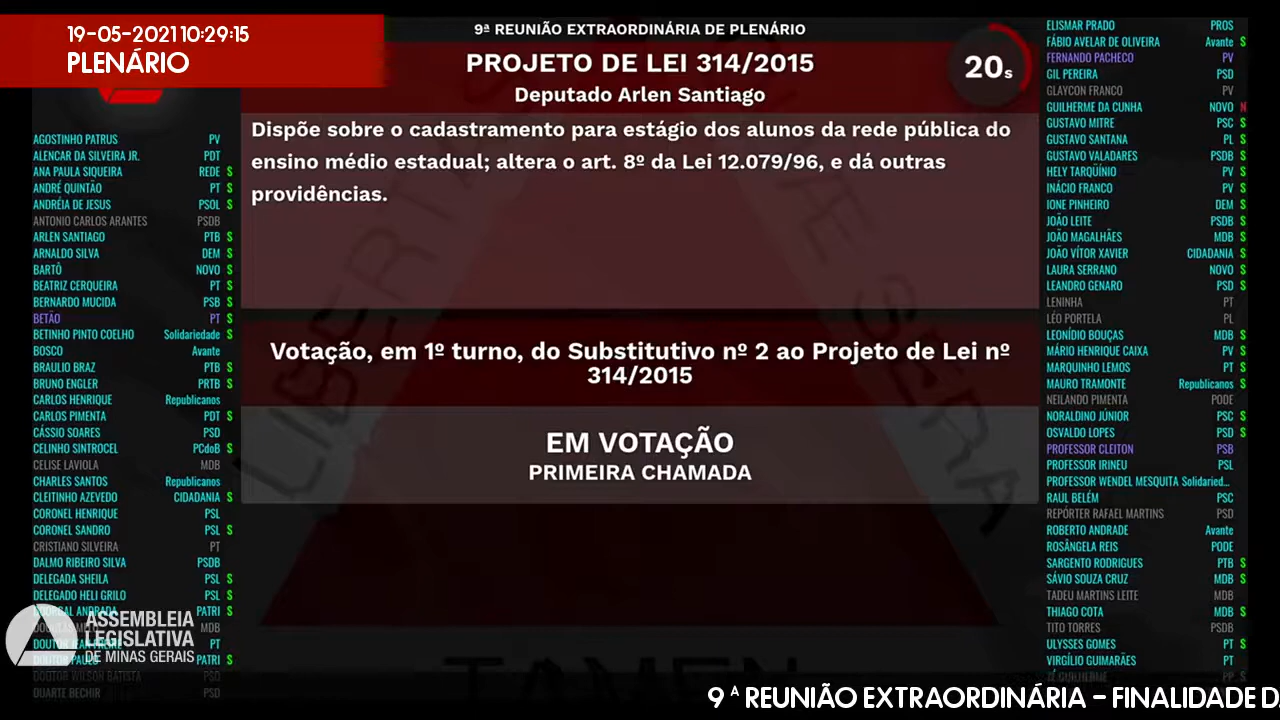 19-05-2021 10:29:15
PLENÁRIO
9ª REUNIÃO EXTRAORDINÁRIA DE PLENÁRIO
PROJETO DE LEI 314/2015
Deputado Arlen Santiago
20s
Dispõe sobre o cadastramento para estágio dos alunos da rede pública do
ensino médio estadual; altera o art. 8º da Lei 12.079/96, e dá outras
providências.
Votação, em 1º turno, do Substitutivo nº 2 ao Projeto de Lei nº
314/2015
EM VOTAÇÃO
PRIMEIRA CHAMADA
AGOSTINHO PATRUS PV
ALENCAR DA SILVEIRA JR. PDT
ANA PAULA SIQUEIRA REDE S
ANDRÉ QUINTÃO PT S
ANDRÉIA DE JESUS PSOL S
ANTONIO CARLOS ARANTES PSDB
ARLEN SANTIAGO PTB S
ARNALDO SILVA DEM S
BARTÔ NOVO S
BEATRIZ CERQUEIRA PT S
BERNARDO MUCIDA PSB S
BETÃO PT S
BETINHO PINTO COELHO Solidariedade S
BOSCO Avante
BRAULIO BRAZ PTB S
BRUNO ENGLER PRTB S
CARLOS HENRIQUE Republicanos
CARLOS PIMENTA PDT S
CÁSSIO SOARES PSD
CELINHO SINTROCEL PCdoB S
CELISE LAVIOLA MDB
CHARLES SANTOS Republicanos
CLEITINHO AZEVEDO CIDADANIA S
CORONEL HENRIQUE PSL
CORONEL SANDRO PSL S
CRISTIANO SILVEIRA PT
DALMO RIBEIRO SILVA PSDB
DELEGADA SHEILA PSL S
DELEGADO HELI GRILO PSL S
ANDRADA PATRI S
MDB
DOUTOR JEAN FREIRE PT
DOUTOR PAULO PATRI S
DOUTOR WILSON BATISTA PSD
DUARTE BECHIR PSD
ELISMAR PRADO PROS
FÁBIO AVELAR DE OLIVEIRA Avante S
FERNANDO PACHECO PV
GIL PEREIRA PSD
GLAYCON FRANCO PV
GUILHERME DA CUNHA NOVO N
GUSTAVO MITRE PSC S
GUSTAVO SANTANA PL S
GUSTAVO VALADARES PSDB S
HELY TARQÜÍNIO PV S
INÁCIO FRANCO PV S
IONE PINHEIRO DEM S
JOÃO LEITE PSDB S
JOÃO MAGALHÃES MDB S
JOÃO VÍTOR XAVIER CIDADANIA S
LAURA SERRANO NOVO S
LEANDRO GENARO PSD S
LENINHA PT
LÉO PORTELA PL
LEONÍDIO BOUÇAS MDB S
MÁRIO HENRIQUE CAIXA PV S
MARQUINHO LEMOS PT S
MAURO TRAMONTE Republicanos S
NEILANDO PIMENTA PODE
NORALDINO JÚNIOR PSC S
OSVALDO LOPES PSD S
PROFESSOR CLEITON PSB
PROFESSOR IRINEU PSL
PROFESSOR WENDEL MESQUITA Solidaried...
RAUL BELÉM PSC
REPÓRTER RAFAEL MARTINS PSD
ROBERTO ANDRADE Avante
ROSÂNGELA REIS PODE
SARGENTO RODRIGUES PTB S
SÁVIO SOUZA CRUZ MDB S
TADEU MARTINS LEITE MDB
THIAGO COTA MDB S
TITO TORRES PSDB
ULYSSES GOMES PT S
VIRGÍLIO GUIMARÃES PT
ZÉ GUILHERME PP S
ASSEMBLEIA
LEGISLATIVA
DE MINAS GERAIS
9 ª REUNIÃO EXTRAORDINÁRIA – FINALIDADE D